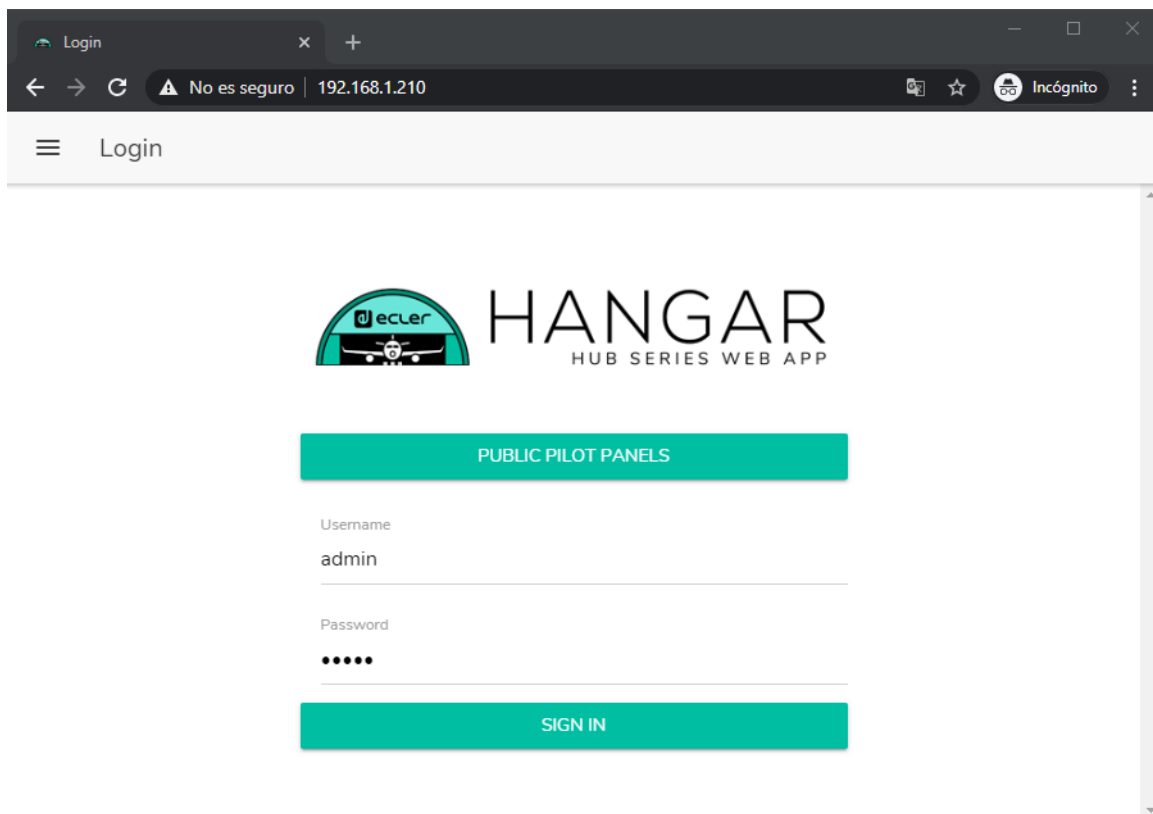 Login
No es seguro 192.168.1.210 Incógnito
Login
ecler
HANGAR
HUB SERIES WEB APP
PUBLIC PILOT PANELS
Username
admin
Password
•••••
SIGN IN